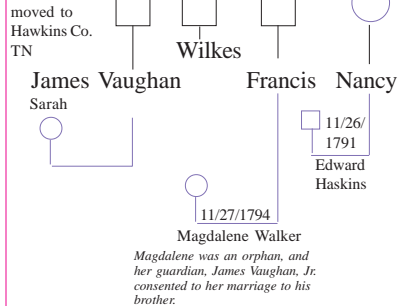 moved to
Hawkins Co.
TN
Wilkes
James Vaughan Francis Nancy
Sarah
11/26/
1791
Edward
Haskins
11/27/1794
Magdalene Walker
Magdalene was an orphan, and
her guardian, James Vaughan, Jr.
consented to her marriage to his
brother.